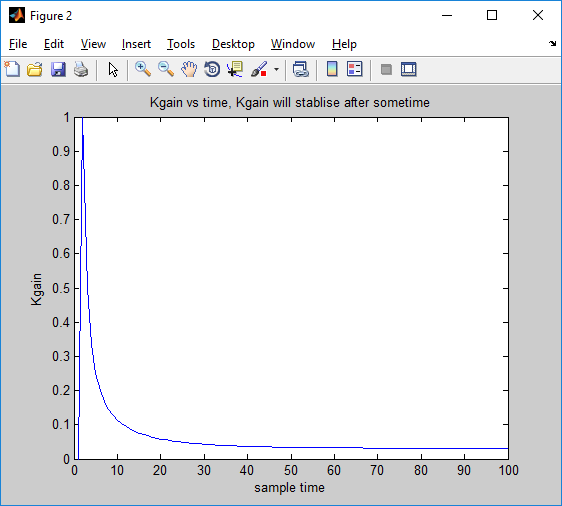 Figure 2
File Edit View Insert Tools Desktop Window Help
Kgain vs time, Kgain will stablise after sometime
1
0.9
0.8
0.7
0.6
0.5
0.4
0.3
0.2
0.1
0
Kgain
0 10 20 30 40 50 60 70 80 90 100
sample time